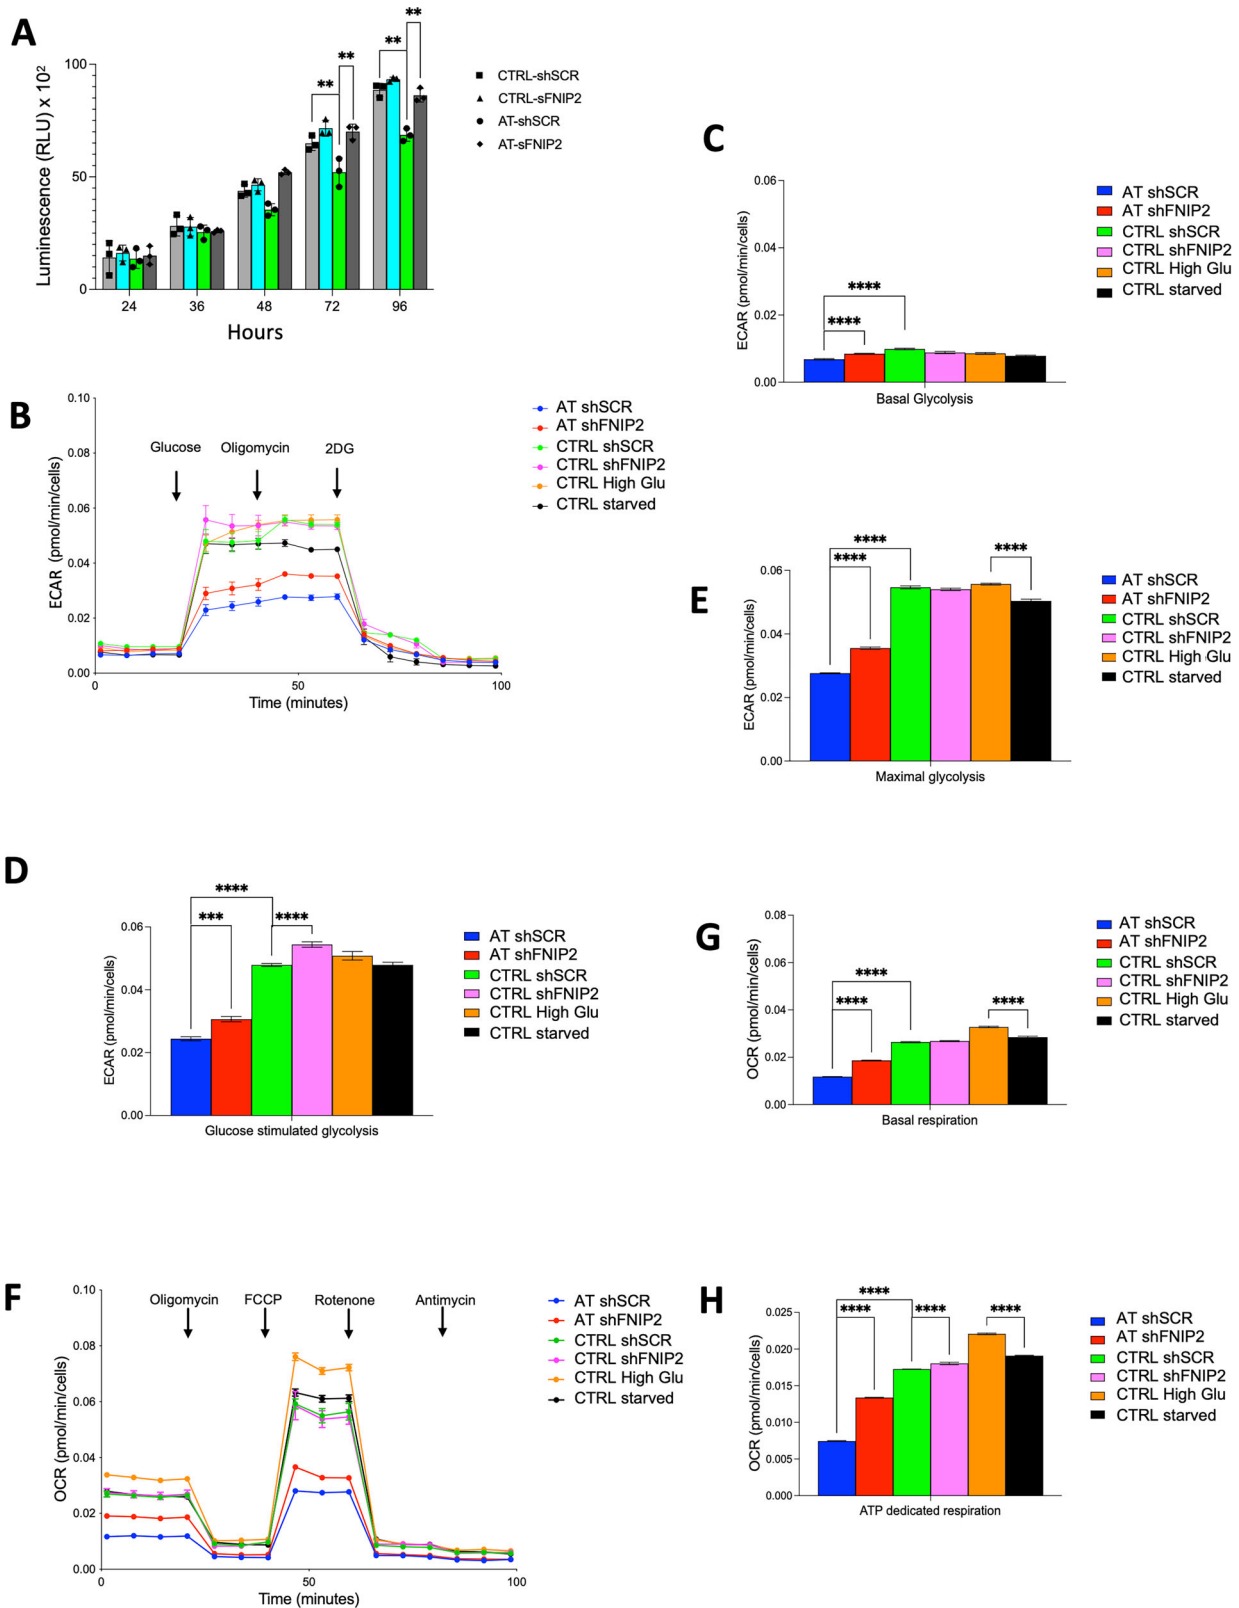 A
Luminescence (RLU) x 10²
100
50
0
24 36 48 72 96
Hours
** ** ** **
CTRL-shSCR
CTRL-sFNIP2
AT-shSCR
AT-sFNIP2
B
ECAR (pmol/min/cells)
0.10
0.08
0.06
0.04
0.02
0.00
0 50 100
Time (minutes)
Glucose Oligomycin 2DG
AT shSCR
AT shFNIP2
CTRL shSCR
CTRL shFNIP2
CTRL High Glu
CTRL starved
C
ECAR (pmol/min/cells)
0.06
0.04
0.02
0.00
****
****
Basal Glycolysis
AT shSCR
AT shFNIP2
CTRL shSCR
CTRL shFNIP2
CTRL High Glu
CTRL starved
E
ECAR (pmol/min/cells)
0.06
0.04
0.02
0.00
****
**** ****
Maximal glycolysis
AT shSCR
AT shFNIP2
CTRL shSCR
CTRL shFNIP2
CTRL High Glu
CTRL starved
D
ECAR (pmol/min/cells)
0.06
0.04
0.02
0.00
****
*** ****
Glucose stimulated glycolysis
AT shSCR
AT shFNIP2
CTRL shSCR
CTRL shFNIP2
CTRL High Glu
CTRL starved
G
OCR (pmol/min/cells)
0.08
0.06
0.04
0.02
0.00
****
**** ****
Basal respiration
AT shSCR
AT shFNIP2
CTRL shSCR
CTRL shFNIP2
CTRL High Glu
CTRL starved
F
OCR (pmol/min/cells)
0.10
0.08
0.06
0.04
0.02
0.00
0 50 100
Time (minutes)
Oligomycin FCCP Rotenone Antimycin
AT shSCR
AT shFNIP2
CTRL shSCR
CTRL shFNIP2
CTRL High Glu
CTRL starved
H
OCR (pmol/min/cells)
0.025
0.020
0.015
0.010
0.005
0.000
****
**** **** ****
ATP dedicated respiration
AT shSCR
AT shFNIP2
CTRL shSCR
CTRL shFNIP2
CTRL High Glu
CTRL starved